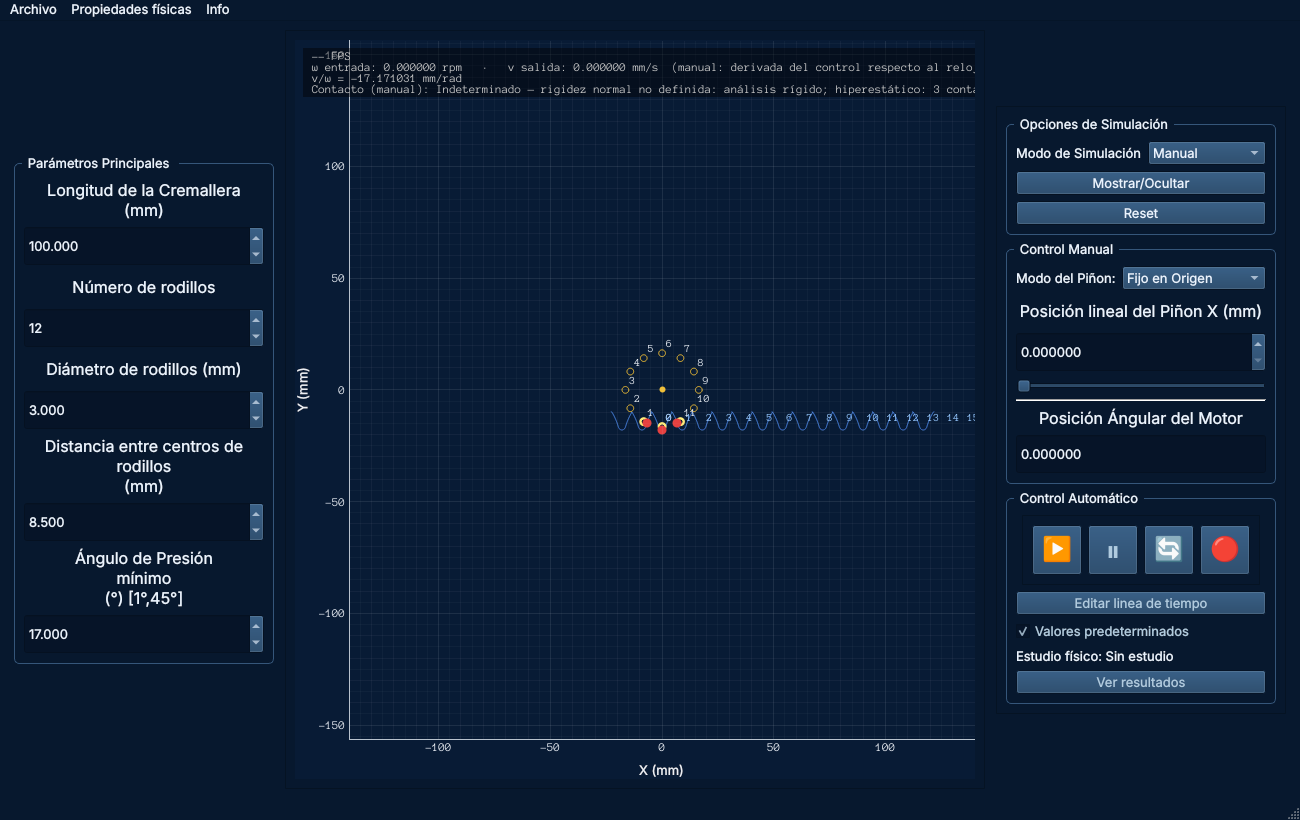 Archivo Propiedades físicas Info
Parámetros Principales
Longitud de la Cremallera
(mm)
100.000
Número de rodillos
12
Diámetro de rodillos (mm)
3.000
Distancia entre centros de
rodillos
(mm)
8.500
Ángulo de Presión
mínimo
(°) [1°,45°]
17.000
ω entrada: 0.000000 rpm · v salida: 0.000000 mm/s (manual: derivada del control respecto al reloj
v/ω = −17.171031 mm/rad
Contacto (manual): Indeterminado — rigidez normal no definida: análisis rígido; hiperestático: 3 conta
100
50
0
−50
−100
−150
Y (mm)
5 6 7
4 8
3 9
2 10
1 0 11 2 3 4 5 6 7 8 9 10 11 12 13 14 15
−100 −50 0 50 100
X (mm)
Opciones de Simulación
Modo de Simulación Manual
Mostrar/Ocultar
Reset
Control Manual
Modo del Piñon: Fijo en Origen
Posición lineal del Piñon X (mm)
0.000000
Posición Ángular del Motor
0.000000
Control Automático
Editar linea de tiempo
✓ Valores predeterminados
Estudio físico: Sin estudio
Ver resultados